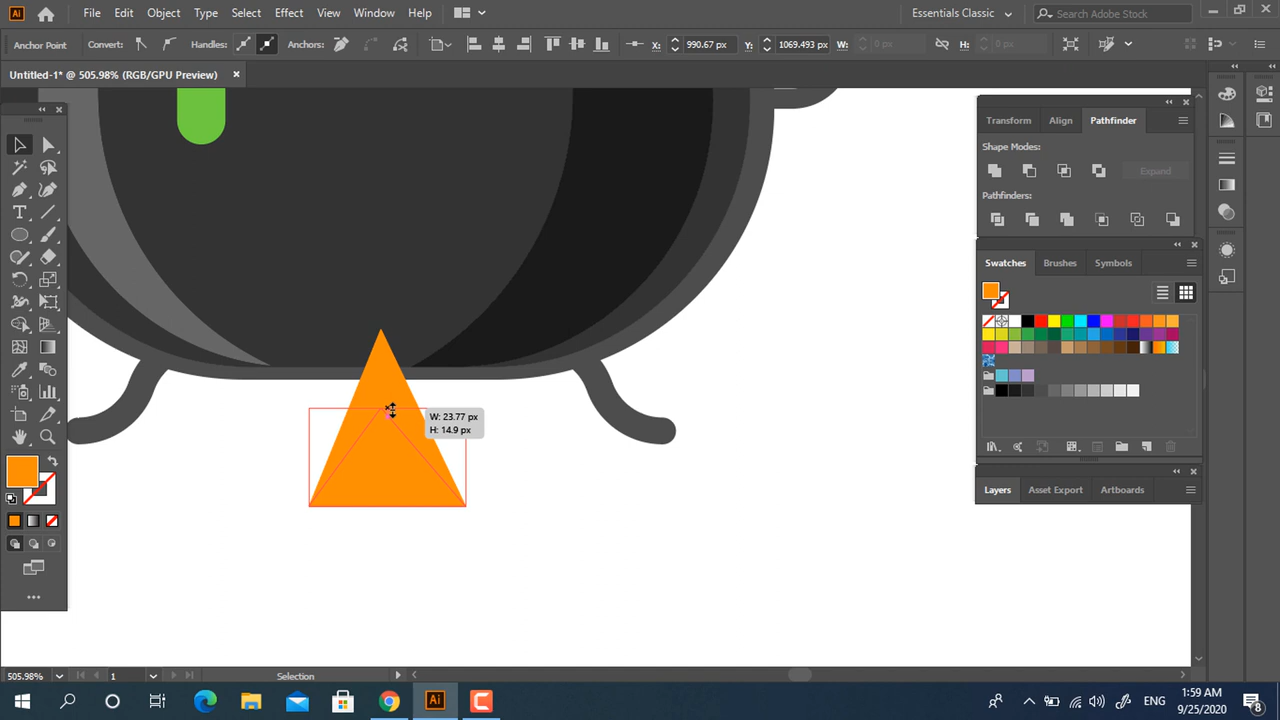 Ai File Edit Object Type Select Effect View Window Help Essentials Classic Search Adobe Stock
Anchor Point Convert: Handles: Anchors: X: 990.67 px Y: 1069.493 px W: 0 px H: 0 px
Untitled-1* @ 505.98% (RGB/GPU Preview)
Transform Align Pathfinder
Shape Modes:
Expand
Pathfinders:
Swatches Brushes Symbols
W: 23.77 px
H: 14.9 px
Layers Asset Export Artboards
505.98% 1 Selection
Ai ENG 1:59 AM
9/25/2020 8